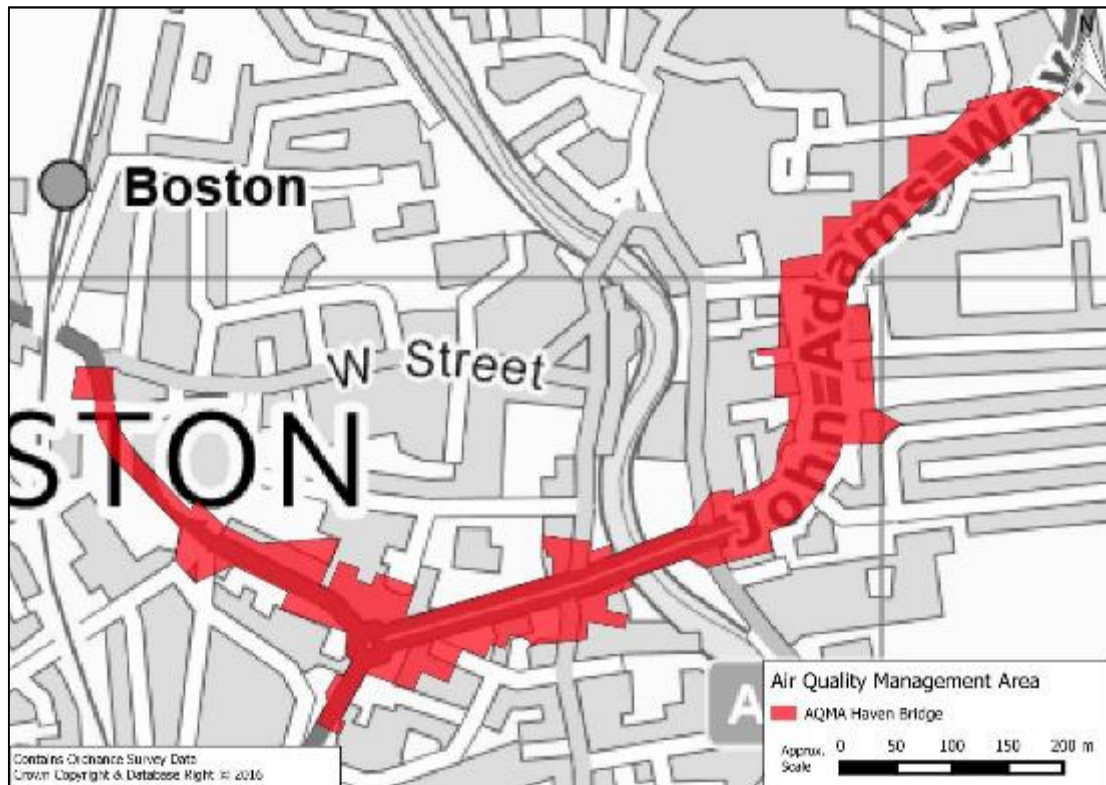 N
Boston
John Adams Way
W Street
STON
A
Air Quality Management Area
AQMA Haven Bridge
Approx.
Scale
0 50 100 150 200 m
Contains Ordnance Survey Data
Crown Copyright & Database Right © 2016